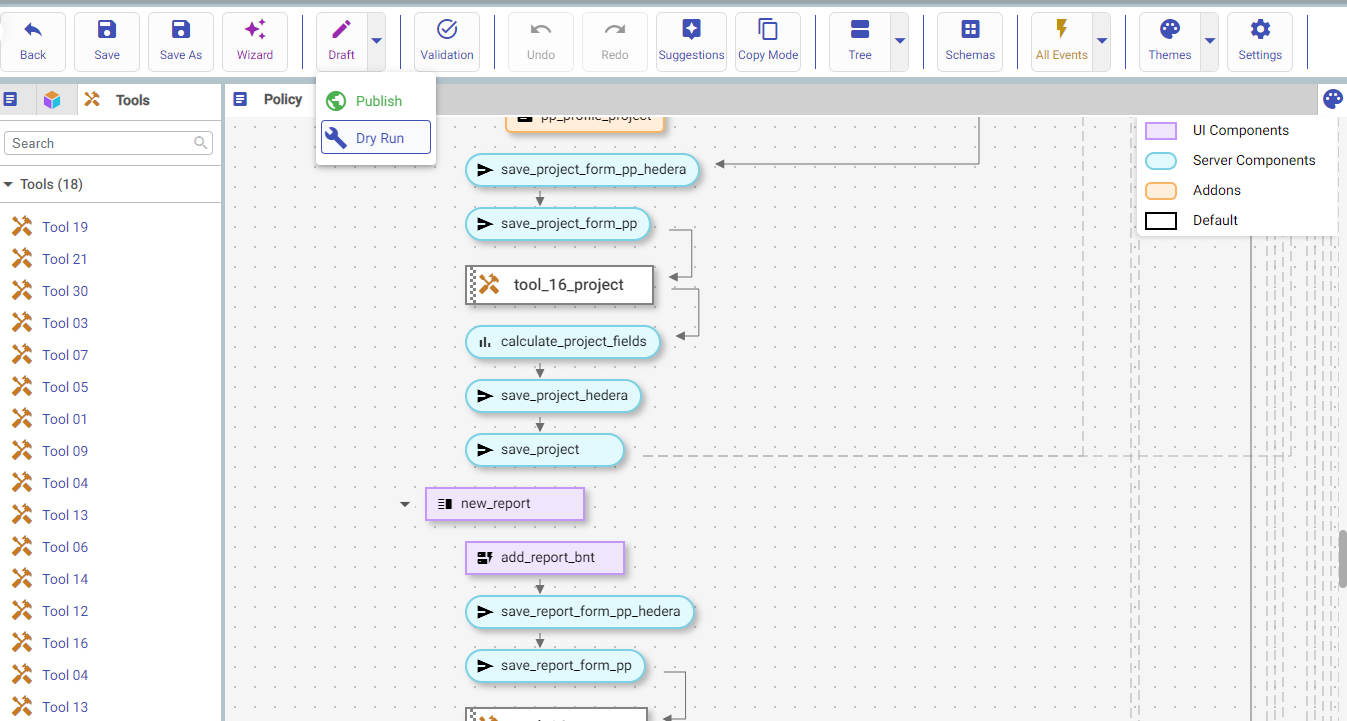 Back
Save
Save As
Wizard
Draft
Validation
Undo
Redo
Suggestions
Copy Mode
Tree
Schemas
All Events
Themes
Settings
Publish
Dry Run
Tools
Policy
Search
Tools (18)
Tool 19
Tool 21
Tool 30
Tool 03
Tool 07
Tool 05
Tool 01
Tool 09
Tool 04
Tool 13
Tool 06
Tool 14
Tool 12
Tool 16
Tool 04
Tool 13
pp_profile_project
save_project_form_pp_hedera
save_project_form_pp
tool_16_project
calculate_project_fields
save_project_hedera
save_project
new_report
add_report_bnt
save_report_form_pp_hedera
save_report_form_pp
UI Components
Server Components
Addons
Default